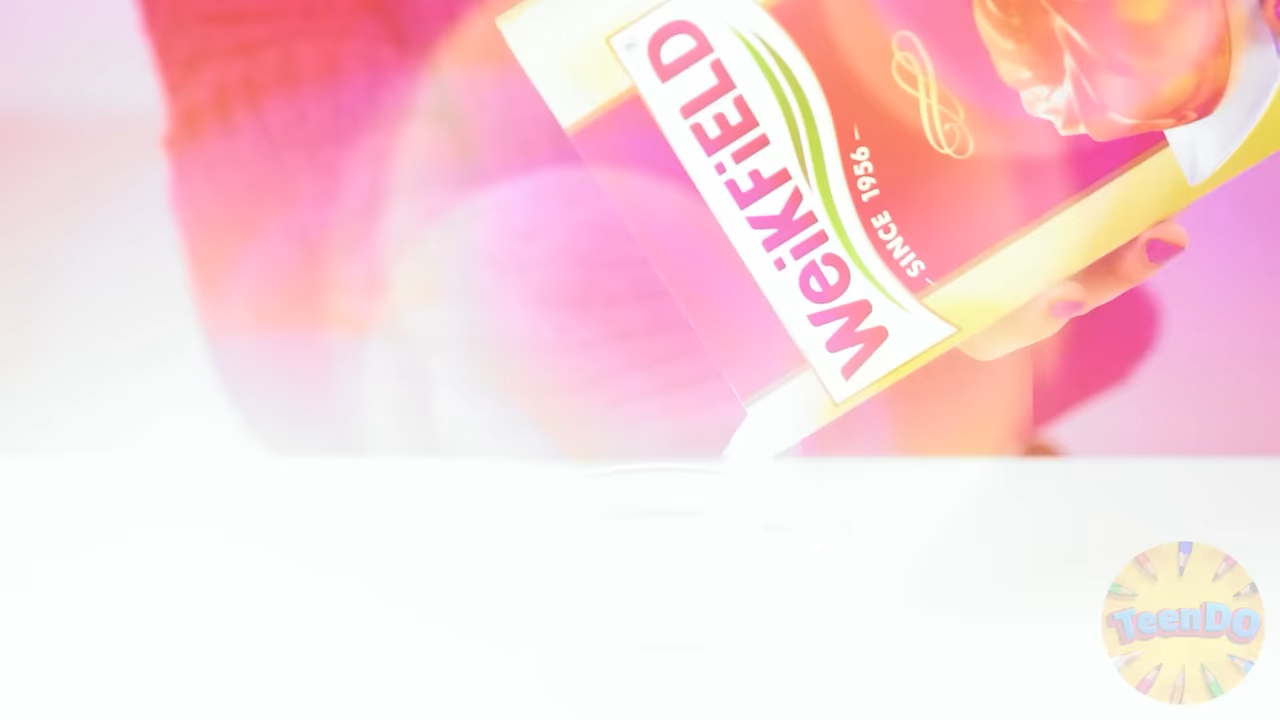 WeiKFiELD
– SINCE 1956 –
TeenDO